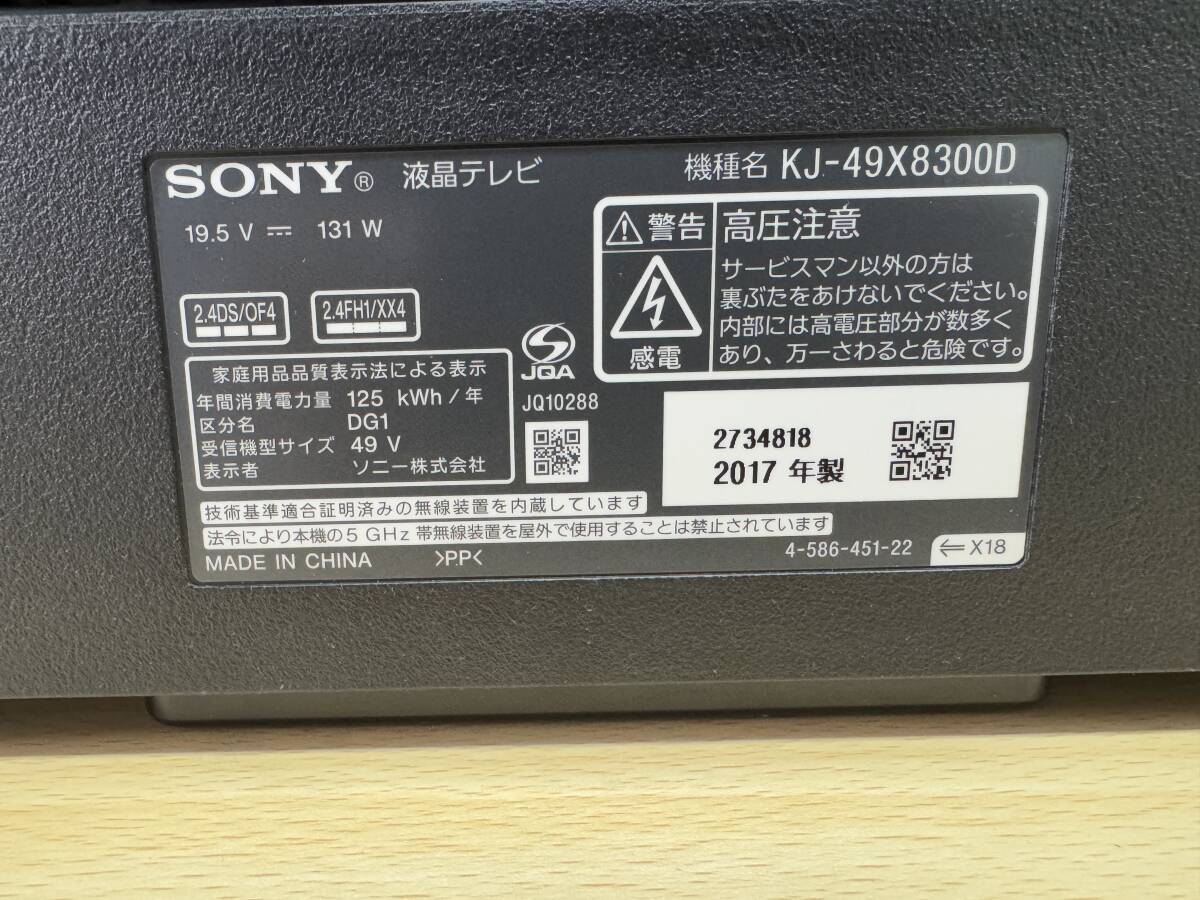 SONY® 液晶テレビ
機種名 KJ-49X8300D
19.5 V ⎓ 131 W
2.4DS/OF4
2.4FH1/XX4
⚠警告 高圧注意
感電
サービスマン以外の方は
裏ぶたをあけないでください。
内部には高電圧部分が数多く
あり、万一さわると危険です。
家庭用品品質表示法による表示
年間消費電力量 125 kWh/年
区分名 DG1
受信機型サイズ 49 V
表示者 ソニー株式会社
JQA
JQ10288
2734818
2017 年製
技術基準適合証明済みの無線装置を内蔵しています
法令により本機の5 GHz 帯無線装置を屋外で使用することは禁止されています
MADE IN CHINA >PP< 4-586-451-22 ⇐X18